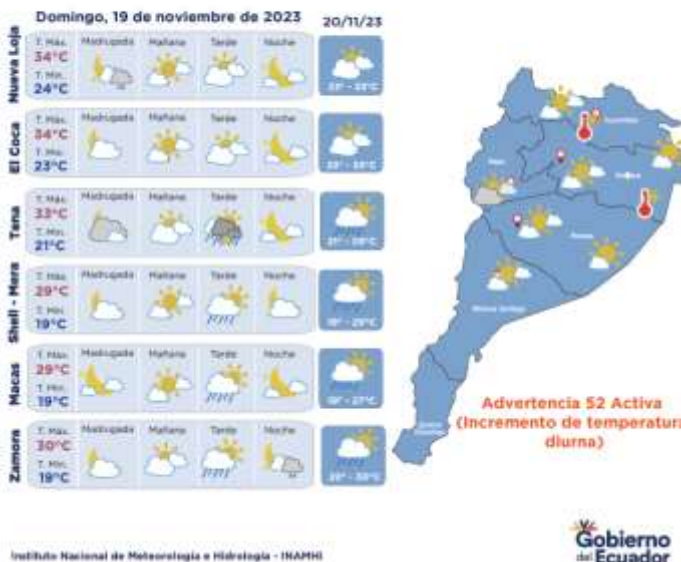 Domingo, 19 de noviembre de 2023
20/11/23
Nueva Loja
T. Máx.
34°C
T. Mín.
24°C
Madrugada
Mañana
Tarde
Noche
El Coca
T. Máx.
34°C
T. Mín.
23°C
Madrugada
Mañana
Tarde
Noche
Tena
T. Máx.
33°C
T. Mín.
21°C
Madrugada
Mañana
Tarde
Noche
Shell - Mera
T. Máx.
29°C
T. Mín.
19°C
Madrugada
Mañana
Tarde
Noche
Macas
T. Máx.
29°C
T. Mín.
19°C
Madrugada
Mañana
Tarde
Noche
Zamora
T. Máx.
30°C
T. Mín.
19°C
Madrugada
Mañana
Tarde
Noche
Advertencia 52 Activa
(Incremento de temperatura
diurna)
Instituto Nacional de Meteorología e Hidrología - INAMHI
Gobierno
del Ecuador